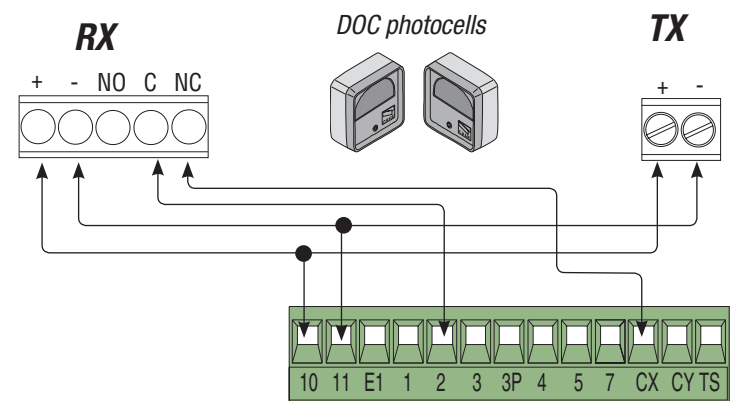 RX
DOC photocells
TX
+ - NO C NC
+ -
10 11 E1 1 2 3 3P 4 5 7 CX CY TS